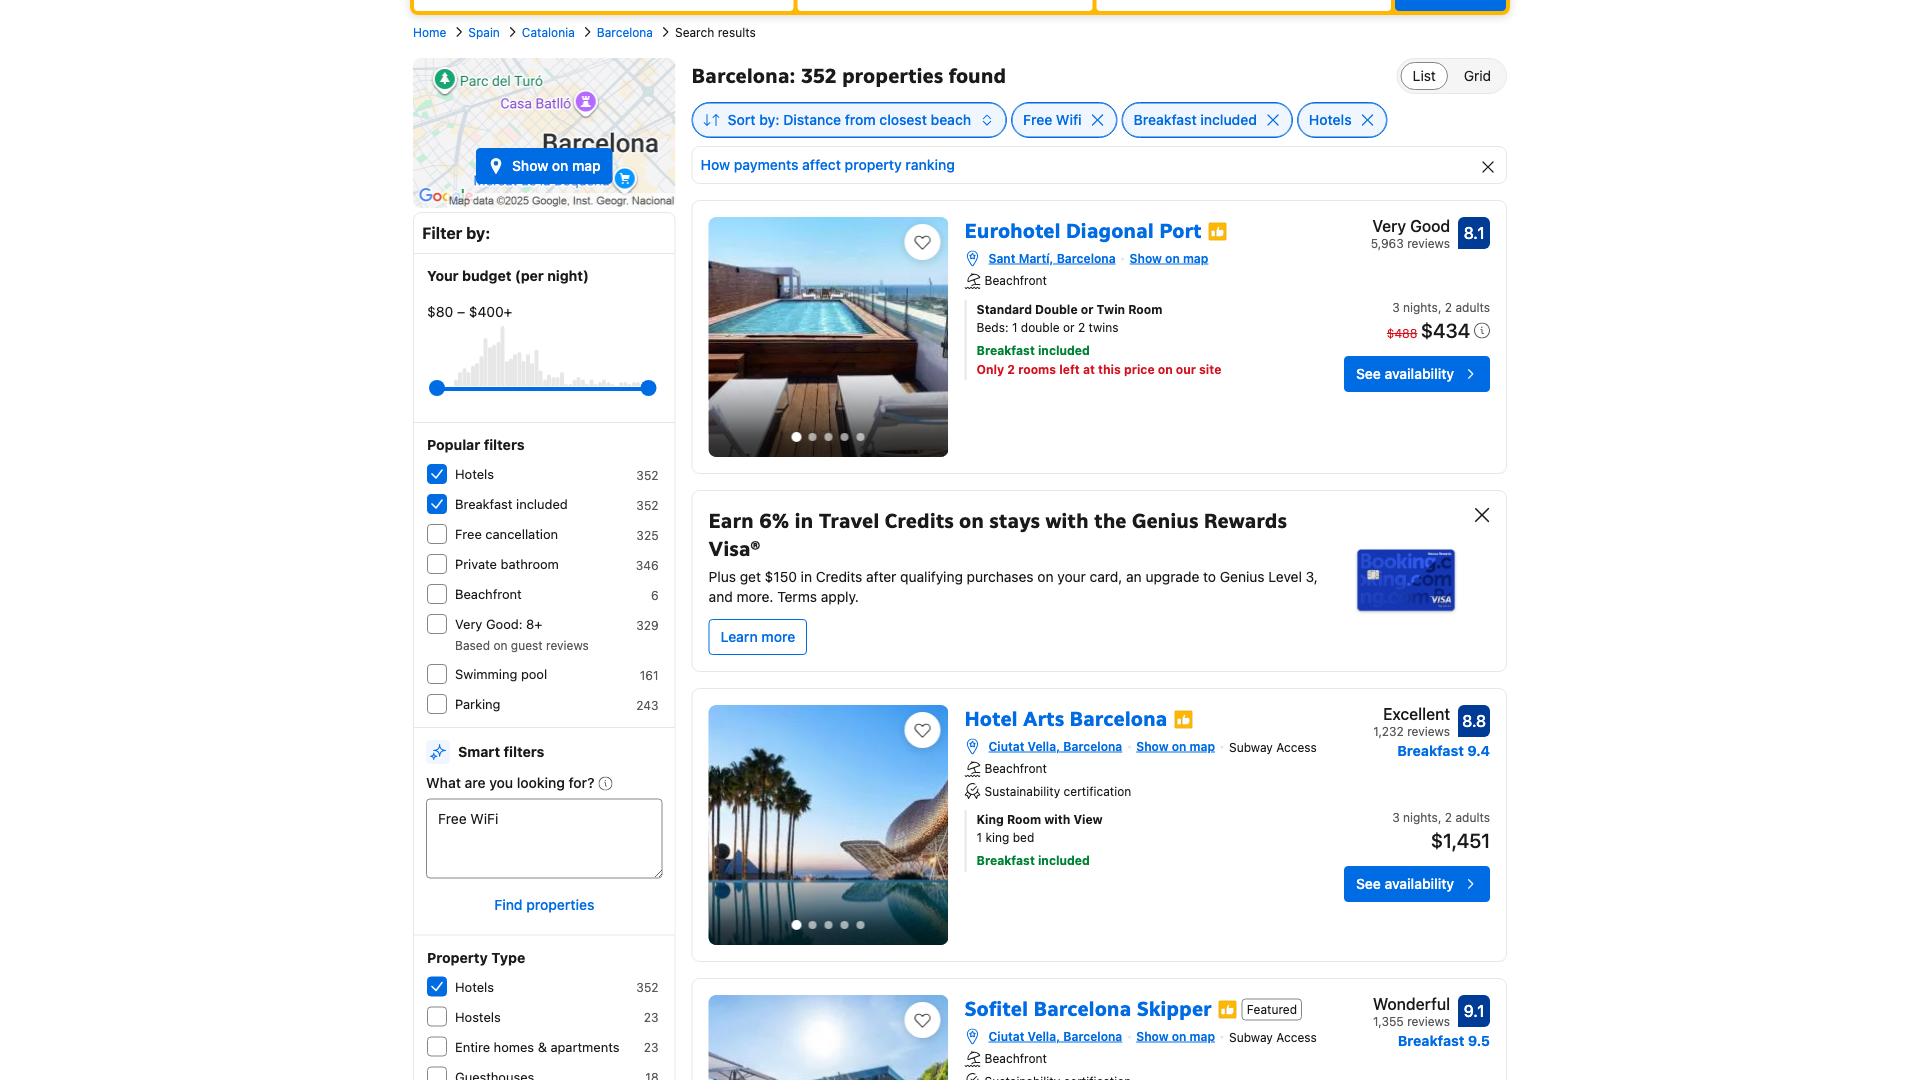 Home > Spain > Catalonia > Barcelona > Search results
Parc del Turó
Casa Batlló
Barcelona
Show on map
Map data ©2025 Google, Inst. Geogr. Nacional
Filter by:
Your budget (per night)
$80 – $400+
Popular filters
Hotels 352
Breakfast included 352
Free cancellation 325
Private bathroom 346
Beachfront 6
Very Good: 8+ 329
Based on guest reviews
Swimming pool 161
Parking 243
Smart filters
What are you looking for?
Free WiFi
Find properties
Property Type
Hotels 352
Hostels 23
Entire homes & apartments 23
Guesthouses 18
Barcelona: 352 properties found
List Grid
Sort by: Distance from closest beach
Free Wifi
Breakfast included
Hotels
How payments affect property ranking
Eurohotel Diagonal Port
Very Good 8.1
5,963 reviews
Sant Martí, Barcelona · Show on map
Beachfront
Standard Double or Twin Room
Beds: 1 double or 2 twins
Breakfast included
Only 2 rooms left at this price on our site
3 nights, 2 adults
$488 $434
See availability
Earn 6% in Travel Credits on stays with the Genius Rewards
Visa®
Plus get $150 in Credits after qualifying purchases on your card, an upgrade to Genius Level 3,
and more. Terms apply.
Learn more
Booking.com
VISA
Hotel Arts Barcelona
Excellent 8.8
1,232 reviews
Breakfast 9.4
Ciutat Vella, Barcelona · Show on map · Subway Access
Beachfront
Sustainability certification
King Room with View
1 king bed
Breakfast included
3 nights, 2 adults
$1,451
See availability
Sofitel Barcelona Skipper
Featured
Wonderful 9.1
1,355 reviews
Breakfast 9.5
Ciutat Vella, Barcelona · Show on map · Subway Access
Beachfront
Sustainability certification